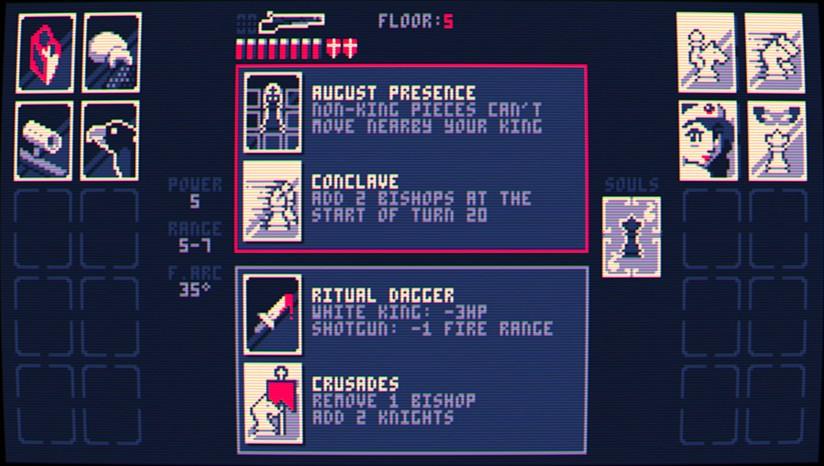 FLOOR:5
AUGUST PRESENCE
NON-KING PIECES CAN'T
MOVE NEARBY YOUR KING
CONCLAVE
ADD 2 BISHOPS AT THE
START OF TURN 20
POWER
5
RANGE
5-7
F.ARC
35°
SOULS
RITUAL DAGGER
WHITE KING: -3HP
SHOTGUN: -1 FIRE RANGE
CRUSADES
REMOVE 1 BISHOP
ADD 2 KNIGHTS